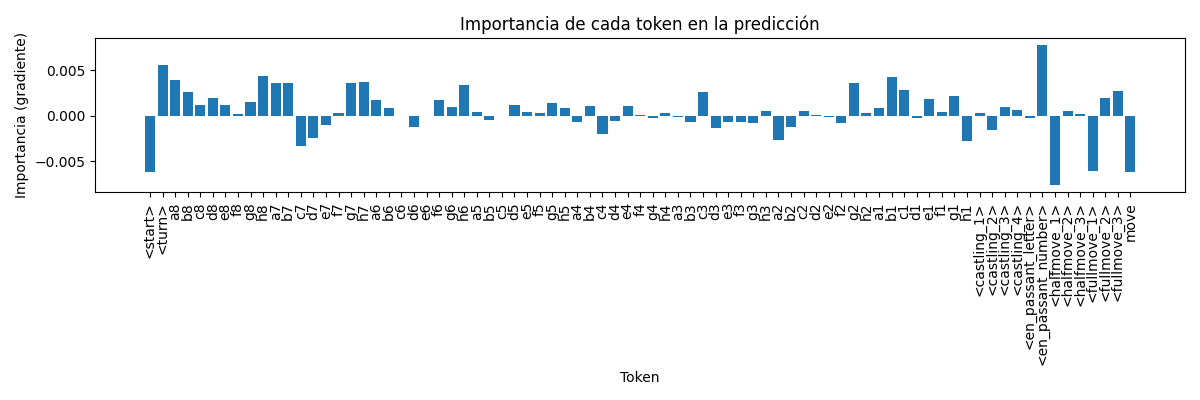 Importancia de cada token en la predicción
Importancia (gradiente)
0.005
0.000
−0.005
<start>
<turn>
a8
b8
c8
d8
e8
f8
g8
h8
a7
b7
c7
d7
e7
f7
g7
h7
a6
b6
c6
d6
e6
f6
g6
h6
a5
b5
c5
d5
e5
f5
g5
h5
a4
b4
c4
d4
e4
f4
g4
h4
a3
b3
c3
d3
e3
f3
g3
h3
a2
b2
c2
d2
e2
f2
g2
h2
a1
b1
c1
d1
e1
f1
g1
h1
<castling_1>
<castling_2>
<castling_3>
<castling_4>
<en_passant_letter>
<en_passant_number>
<halfmove_1>
<halfmove_2>
<halfmove_3>
<fullmove_1>
<fullmove_2>
<fullmove_3>
move
Token